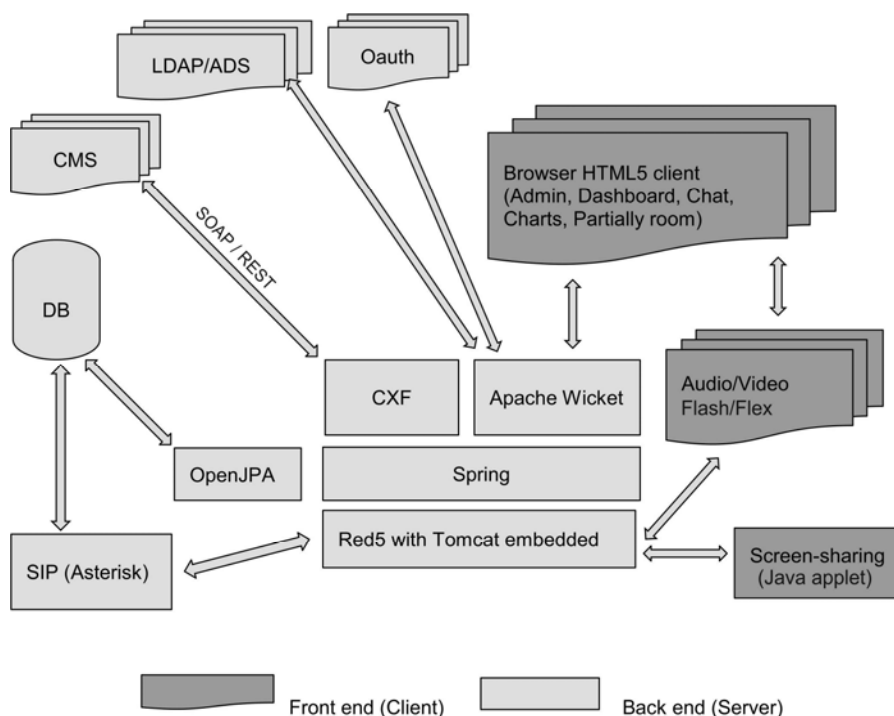 LDAP/ADS
Oauth
CMS
Browser HTML5 client
(Admin, Dashboard, Chat,
Charts, Partially room)
SOAP / REST
DB
CXF
Apache Wicket
Audio/Video
Flash/Flex
OpenJPA
Spring
Red5 with Tomcat embedded
SIP (Asterisk)
Screen-sharing
(Java applet)
Front end (Client)
Back end (Server)